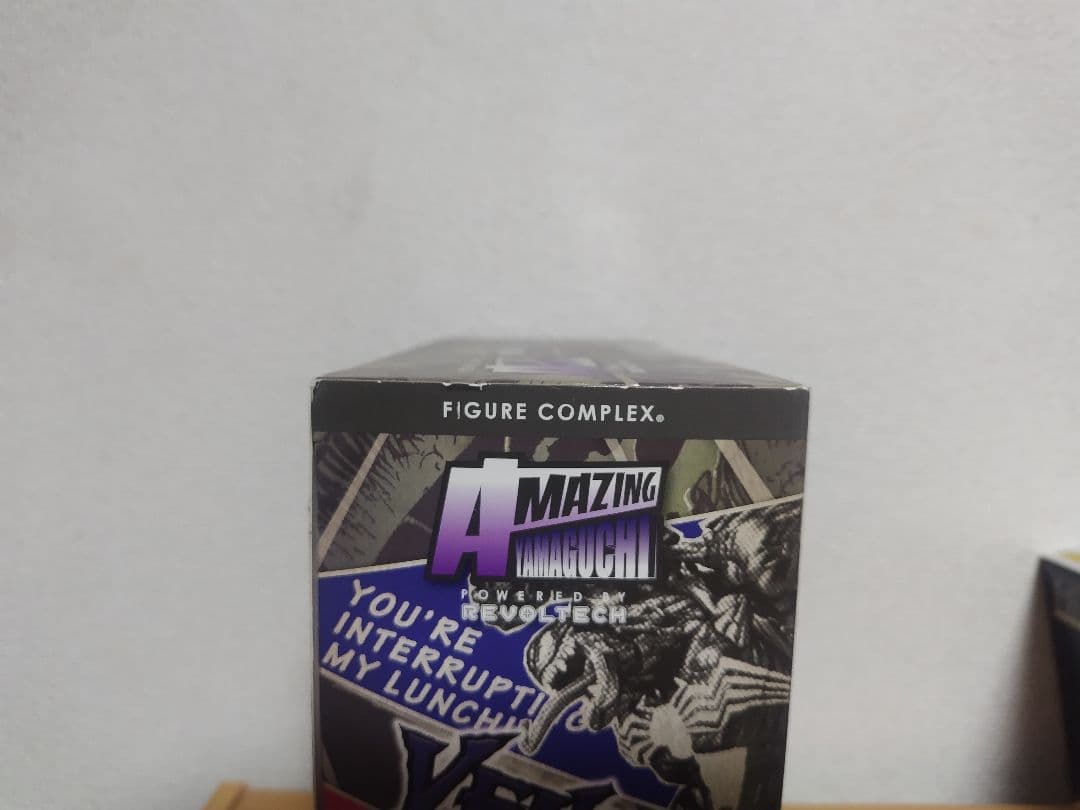 FIGURE COMPLEX®
AMAZING
YAMAGUCHI
POWERED BY
REVOLTECH
YOU'RE
INTERRUPTI
MY LUNCH